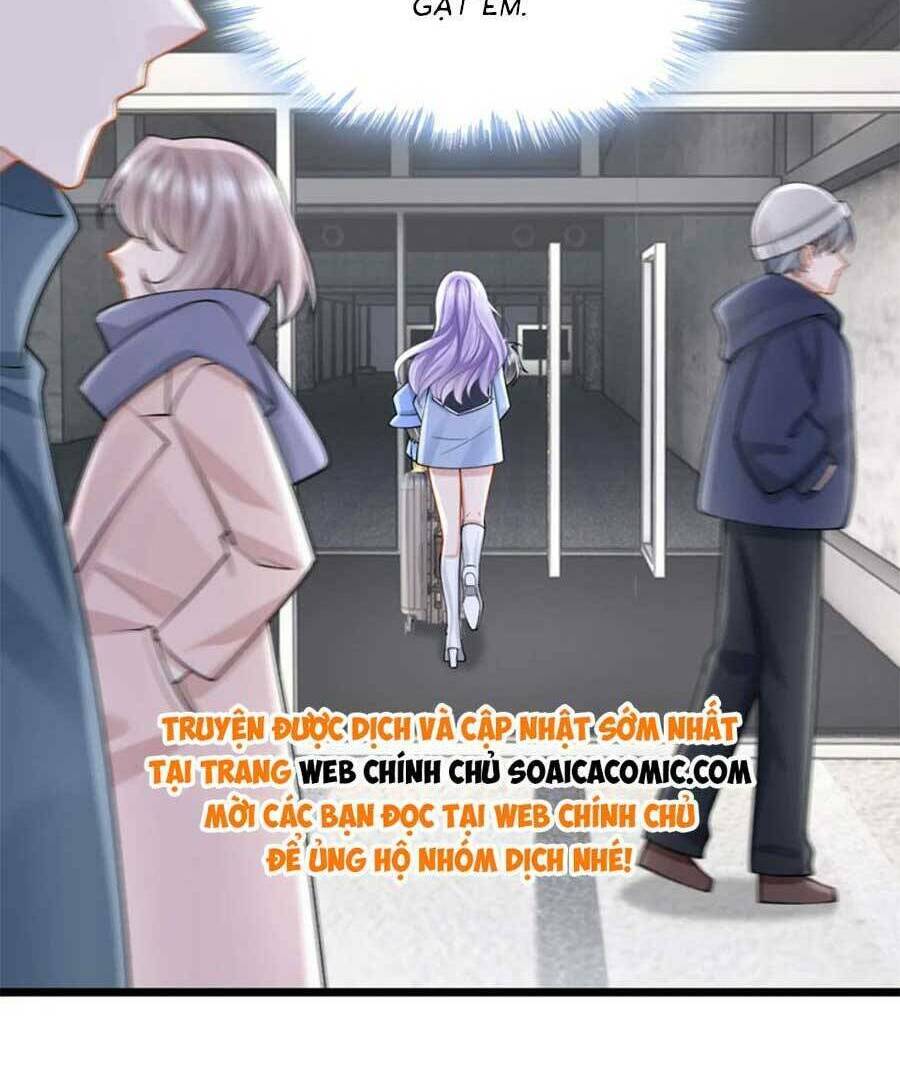 GẠT EM.
TRUYỆN ĐƯỢC DỊCH VÀ CẬP NHẬT SỚM NHẤT
TẠI TRANG WEB CHÍNH CHỦ SOAICACOMIC.COM
MỜI CÁC BẠN ĐỌC TẠI WEB CHÍNH CHỦ
ĐỂ ỦNG HỘ NHÓM DỊCH NHÉ!